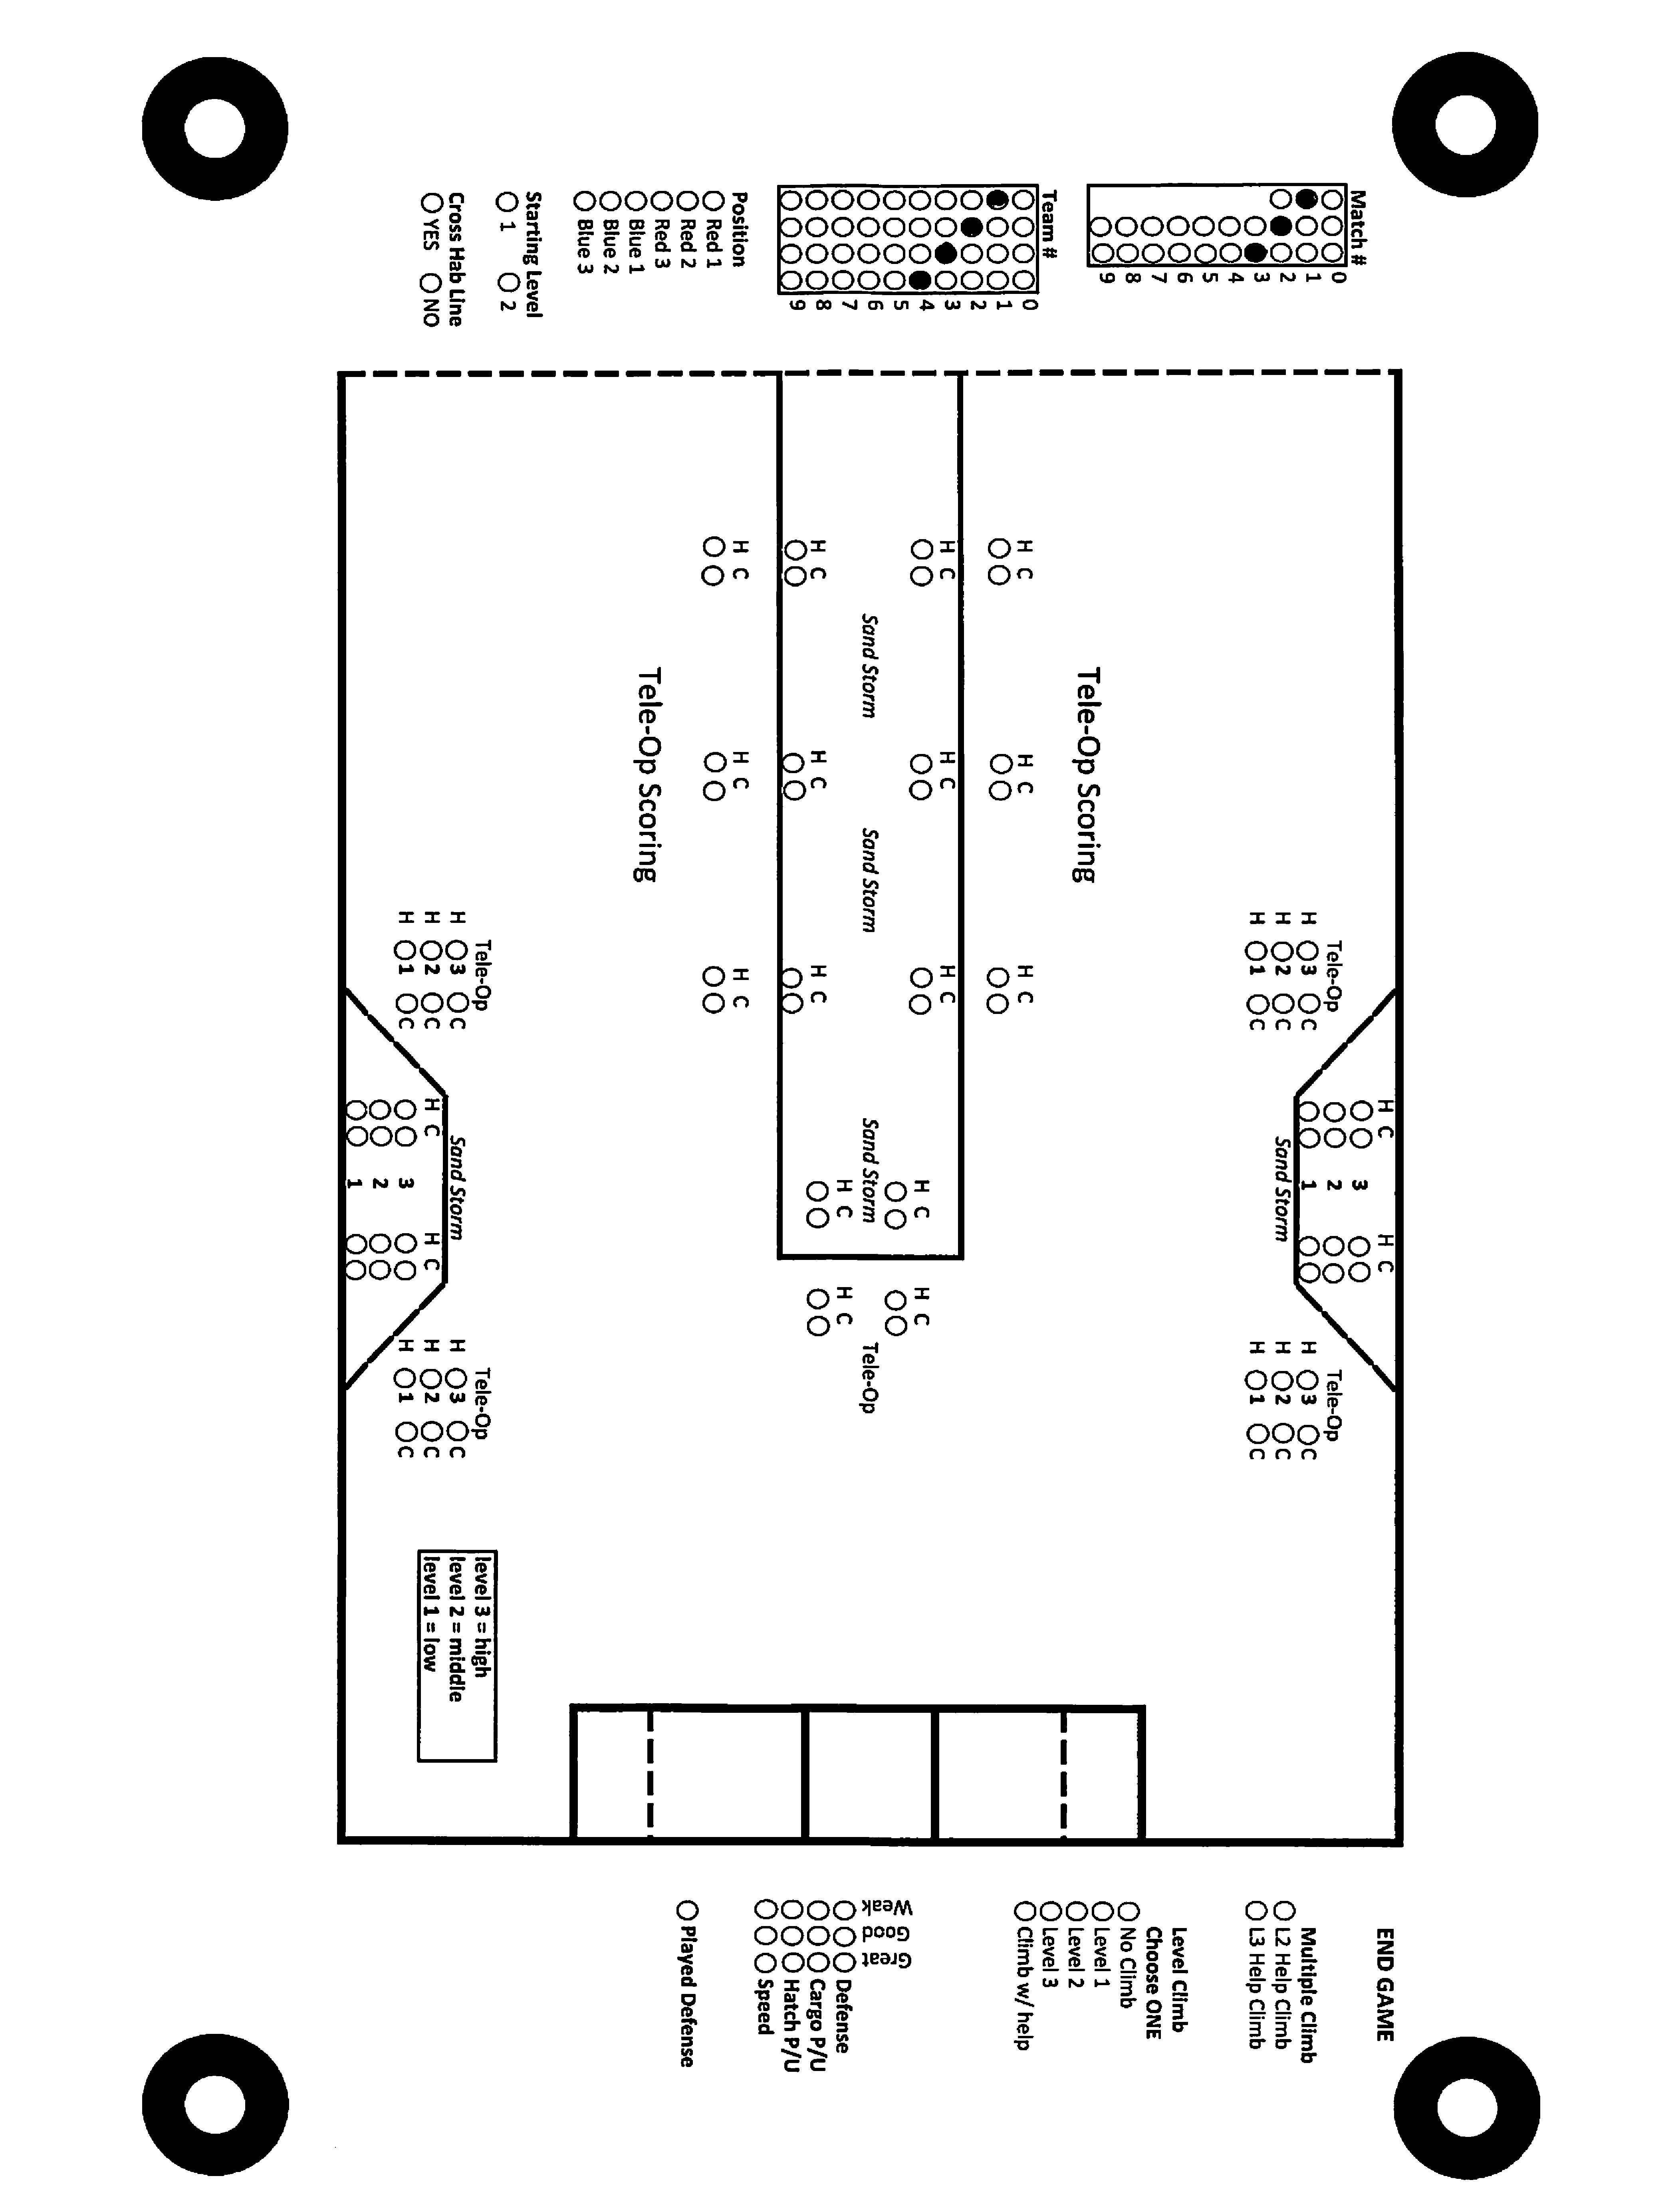 Match #
0
1
2
3
4
5
6
7
8
9
Team #
0
1
2
3
4
5
6
7
8
9
Position
Red 1
Red 2
Red 3
Blue 1
Blue 2
Blue 3
Starting Level
1 2
Cross Hab Line
YES NO
Tele-Op
H 3 C
H 2 C
H 1 C
H C H C
3
2
1
Sand Storm
Tele-Op
H 3 C
H 2 C
H 1 C
Tele-Op Scoring
H C H C H C
H C H C H C
H C H C
Sand Storm Sand Storm Sand Storm Tele-Op
H C H C
H C H C H C
H C H C H C
Tele-Op Scoring
Tele-Op
H 3 C
H 2 C
H 1 C
Sand Storm
H C H C
3
2
1
Tele-Op
H 3 C
H 2 C
H 1 C
level 3 = high
level 2 = middle
level 1 = low
END GAME
Multiple Climb
L2 Help Climb
L3 Help Climb
Level Climb
Choose ONE
No Climb
Level 1
Level 2
Level 3
Climb w/ help
Weak Good Great
Defense
Cargo P/U
Hatch P/U
Speed
Played Defense